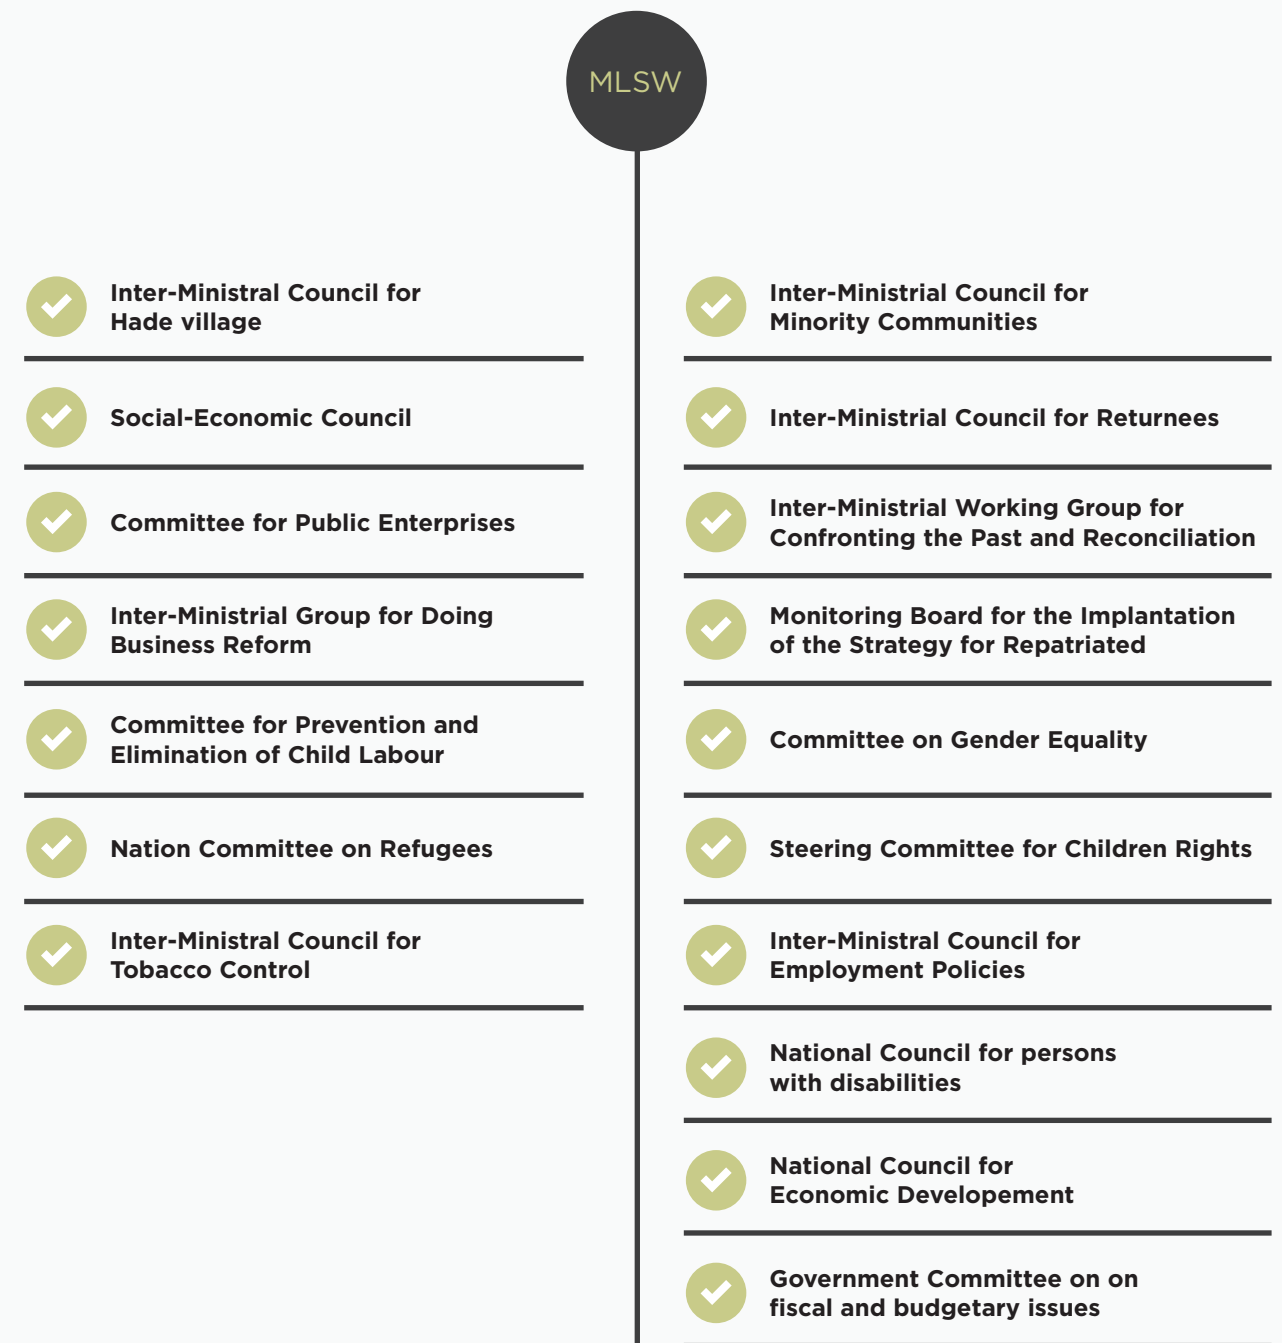 MLSW
Inter-Ministral Council for
Hade village
Social-Economic Council
Committee for Public Enterprises
Inter-Ministrial Group for Doing
Business Reform
Committee for Prevention and
Elimination of Child Labour
Nation Committee on Refugees
Inter-Ministral Council for
Tobacco Control
Inter-Ministrial Council for
Minority Communities
Inter-Ministrial Council for Returnees
Inter-Ministrial Working Group for
Confronting the Past and Reconciliation
Monitoring Board for the Implantation
of the Strategy for Repatriated
Committee on Gender Equality
Steering Committee for Children Rights
Inter-Ministral Council for
Employment Policies
National Council for persons
with disabilities
National Council for
Economic Developement
Government Committee on on
fiscal and budgetary issues